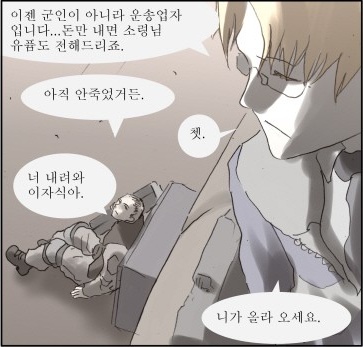 이젠 군인이 아니라 운송업자
입니다...돈만 내면 소령님
유품도 전해드리죠.
아직 안죽었거든.
쳇.
너 내려와
이자식아.
니가 올라 오세요.